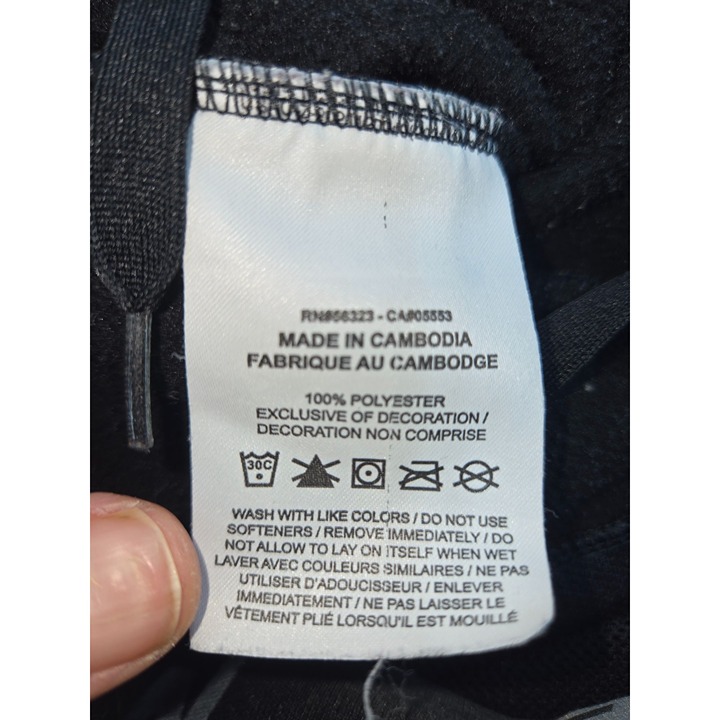 RN#56323 - CA#05553
MADE IN CAMBODIA
FABRIQUE AU CAMBODGE
100% POLYESTER
EXCLUSIVE OF DECORATION /
DECORATION NON COMPRISE
30C
WASH WITH LIKE COLORS / DO NOT USE
SOFTENERS / REMOVE IMMEDIATELY / DO
NOT ALLOW TO LAY ON ITSELF WHEN WET
LAVER AVEC COULEURS SIMILAIRES / NE PAS
UTILISER D'ADOUCISSEUR / ENLEVER
IMMEDIATEMENT / NE PAS LAISSER LE
VÊTEMENT PLIÉ LORSQU'IL EST MOUILLÉ